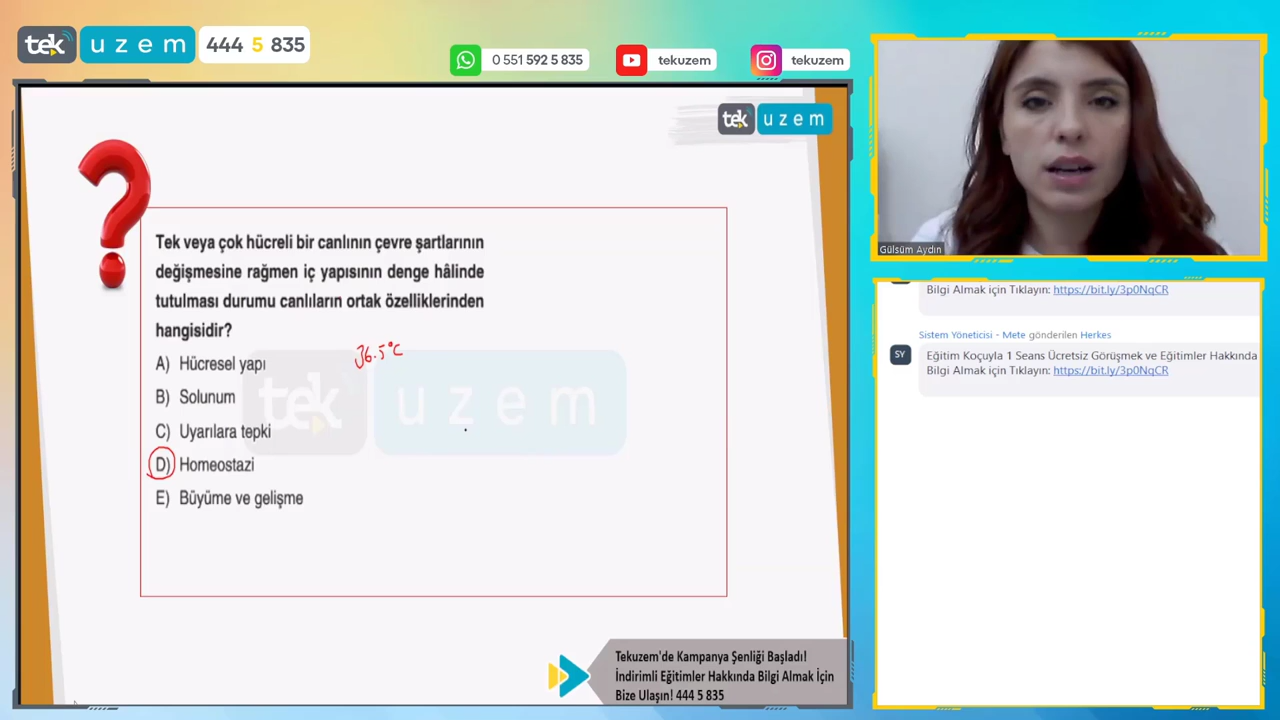 tek uzem 444 5 835
0 551 592 5 835
tekuzem
tekuzem
tek uzem
Tek veya çok hücreli bir canlının çevre şartlarının
değişmesine rağmen iç yapısının denge hâlinde
tutulması durumu canlıların ortak özelliklerinden
hangisidir?
36.5°C
A) Hücresel yapı
B) Solunum
C) Uyarılara tepki
D) Homeostazi
E) Büyüme ve gelişme
tek uzem
Tekuzem'de Kampanya Şenliği Başladı!
İndirimli Eğitimler Hakkında Bilgi Almak İçin
Bize Ulaşın! 444 5 835
Gülsüm Aydın
Bilgi Almak için Tıklayın: https://bit.ly/3p0NqCR
Sistem Yöneticisi - Mete gönderilen Herkes
SY
Eğitim Koçuyla 1 Seans Ücretsiz Görüşmek ve Eğitimler Hakkında
Bilgi Almak için Tıklayın: https://bit.ly/3p0NqCR